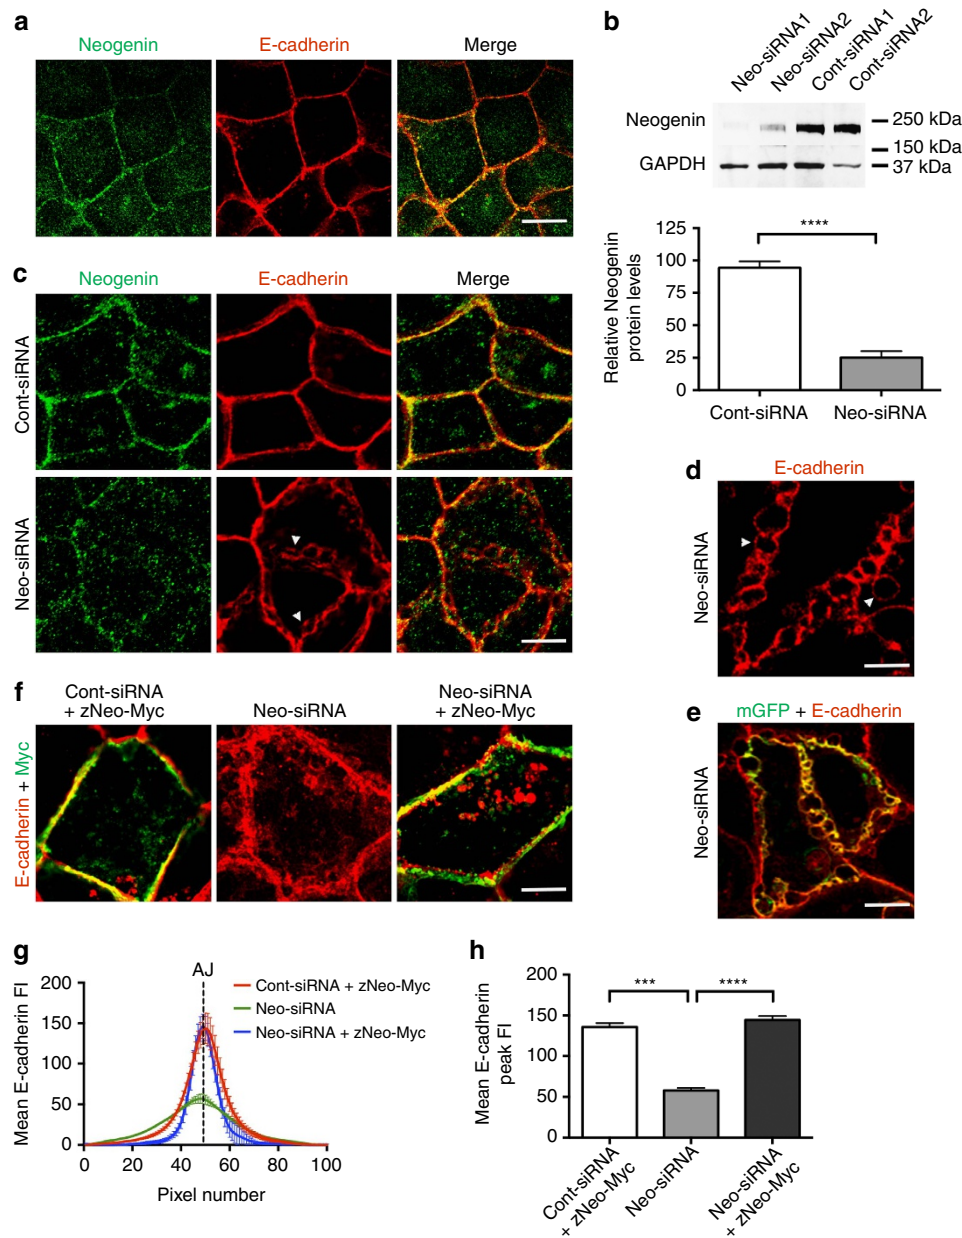 a
Neogenin
E-cadherin
Merge
b
Neo-siRNA1
Neo-siRNA2
Cont-siRNA1
Cont-siRNA2
Neogenin
250 kDa
150 kDa
GAPDH
37 kDa
Relative Neogenin
protein levels
125
100
75
50
25
0
****
Cont-siRNA
Neo-siRNA
c
Neogenin
E-cadherin
Merge
Cont-siRNA
Neo-siRNA
d
E-cadherin
Neo-siRNA
e
mGFP + E-cadherin
Neo-siRNA
f
Cont-siRNA
+ zNeo-Myc
Neo-siRNA
Neo-siRNA
+ zNeo-Myc
E-cadherin + Myc
g
AJ
Mean E-cadherin FI
200
150
100
50
0
Cont-siRNA + zNeo-Myc
Neo-siRNA
Neo-siRNA + zNeo-Myc
0 20 40 60 80 100
Pixel number
h
Mean E-cadherin
peak FI
200
150
100
50
0
***
****
Cont-siRNA
+ zNeo-Myc
Neo-siRNA
Neo-siRNA
+ zNeo-Myc